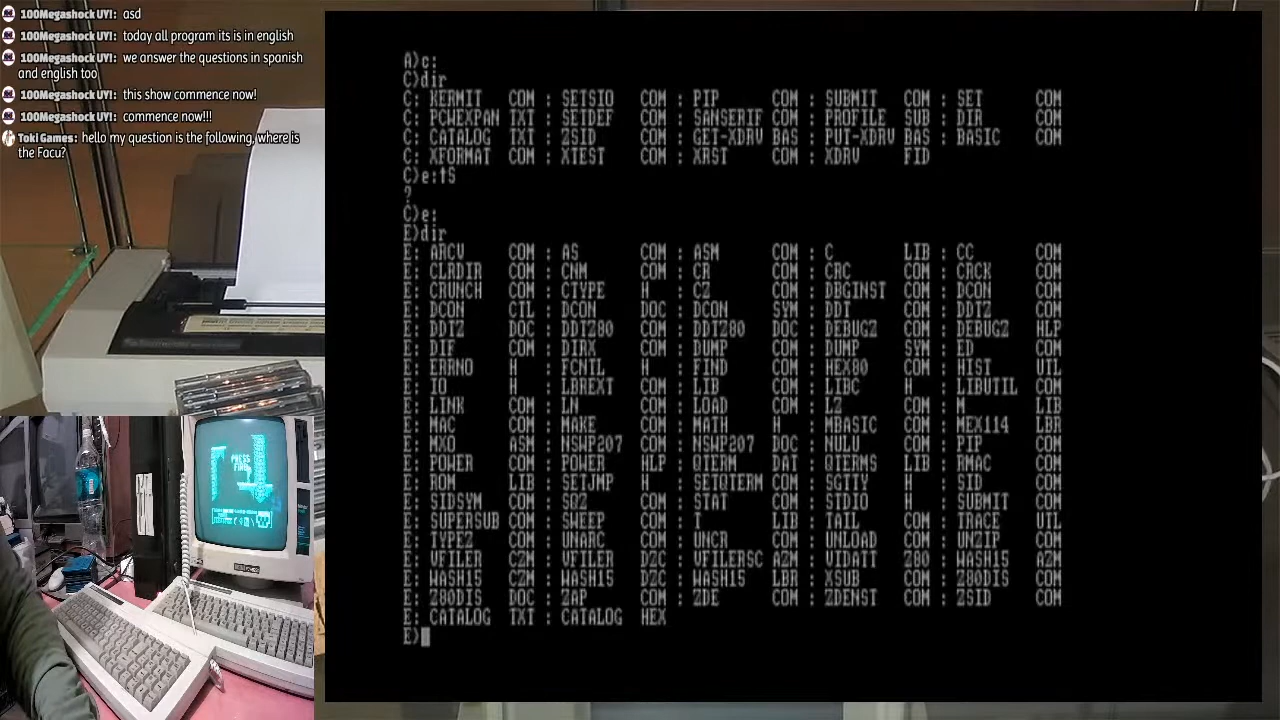 100Megashock UY!: asd
100Megashock UY!: today all program its is in english
100Megashock UY!: we answer the questions in spanish
and english too
100Megashock UY!: this show commence now!
100Megashock UY!: commence now!!!
Toki Games: hello my question is the following, where is
the Facu?
A)c:
C)dir
C: KERMIT COM : SETSIO COM : PIP COM : SUBMIT COM : SET COM
C: PCWEXPAN TXT : SETDEF COM : SANSERIF COM : PROFILE SUB : DIR COM
C: CATALOG TXT : ZSID COM : GET-XDRV BAS : PUT-XDRV BAS : BASIC COM
C: XFORMAT COM : XTEST COM : XRST COM : XDRV FID
C)e:tS
?
C)e:
E)dir
E: ARCV COM : AS COM : ASM COM : C LIB : CC COM
E: CLRDIR COM : CNM COM : CR COM : CRC COM : CRCK COM
E: CRUNCH COM : CTYPE H : CZ COM : DBGINST COM : DCON COM
E: DCON CTL : DCON DOC : DCON SYM : DDT COM : DDTZ COM
E: DDTZ DOC : DDTZ80 COM : DDTZ80 DOC : DEBUGZ COM : DEBUGZ HLP
E: DIF COM : DIRX COM : DUMP COM : DUMP SYM : ED COM
E: ERRNO H : FCNTL H : FIND COM : HEX80 COM : HIST UTL
E: IO H : LBREXT COM : LIB COM : LIBC H : LIBUTIL COM
E: LINK COM : LN COM : LOAD COM : LZ COM : M LIB
E: MAC COM : MAKE COM : MATH H : MBASIC COM : MEX114 LBR
E: MXO ASM : NSWP207 COM : NSWP207 DOC : NULU COM : PIP COM
E: POWER COM : POWER HLP : QTERM DAT : QTERMS LIB : RMAC COM
E: ROM LIB : SETJMP H : SETQTERM COM : SGTTY H : SID COM
E: SIDSYM COM : SQZ COM : STAT COM : STDIO H : SUBMIT COM
E: SUPERSUB COM : SWEEP COM : T LIB : TAIL COM : TRACE UTL
E: TYPEZ COM : UNARC COM : UNCR COM : UNLOAD COM : UNZIP COM
E: VFILER CZM : VFILER DZC : VFILERSC AZM : VIDATT Z80 : WASH15 AZM
E: WASH15 CZM : WASH15 DZC : WASH15 LBR : XSUB COM : Z80DIS COM
E: Z80DIS DOC : ZAP COM : ZDE COM : ZDENST COM : ZSID COM
E: CATALOG TXT : CATALOG HEX
E)
PRESS
FIRE